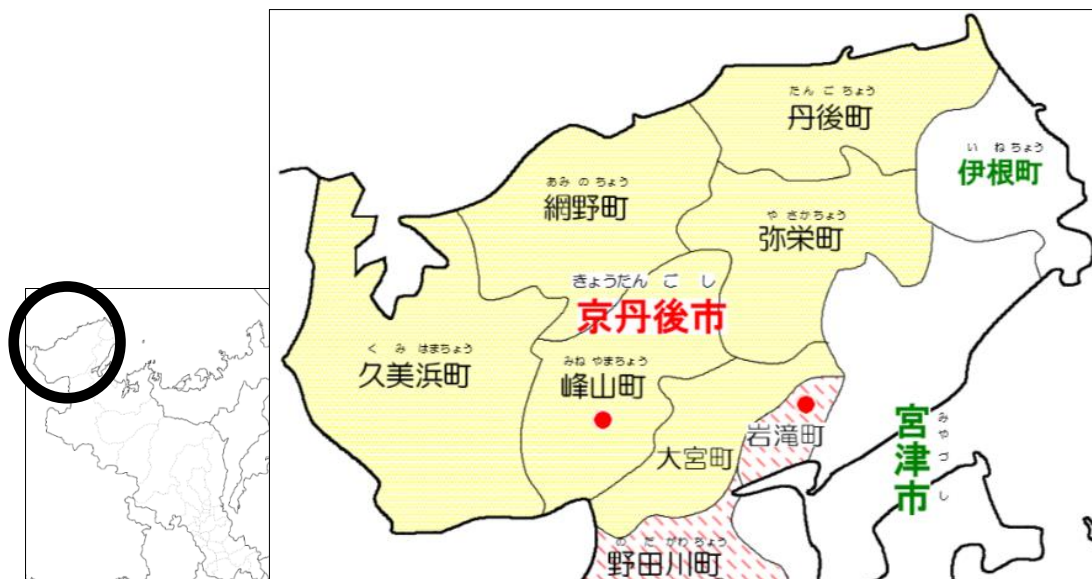 たん ご ちょう
丹後町
い ね ちょう
伊根町
あみ の ちょう
網野町
や さか ちょう
弥栄町
きょうたん ご し
京丹後市
く み はまちょう
久美浜町
みね やまちょう
峰山町
岩滝町
大宮町
みやづし
宮津市
の だ がわ ちょう
野田川町